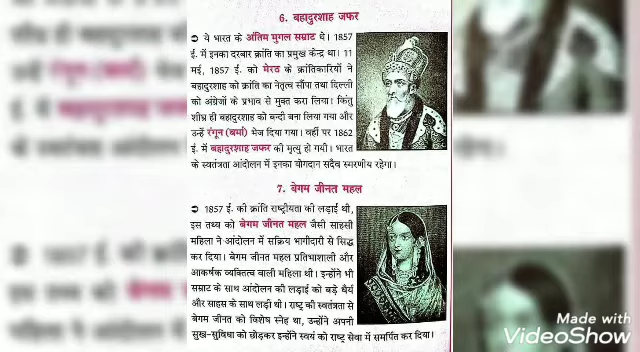 6. बहादुरशाह जफर
➲ ये भारत के अंतिम मुगल सम्राट थे। 1857
ई. में इनका दरबार क्रांति का प्रमुख केन्द्र था। 11
मई, 1857 ई. को मेरठ के क्रांतिकारियों ने
बहादुरशाह को क्रांति का नेतृत्व सौंपा तथा दिल्ली
को अंग्रेजों के प्रभाव से मुक्त करा लिया। किंतु
शीघ्र ही बहादुरशाह को बन्दी बना लिया गया और
उन्हें रंगून (बर्मा) भेज दिया गया। वहीं पर 1862
ई. में बहादुरशाह जफर की मृत्यु हो गयी। भारत
के स्वतंत्रता आंदोलन में इनका योगदान सदैव स्मरणीय रहेगा।
7. बेगम जीनत महल
➲ 1857 ई. की क्रांति राष्ट्रीयता की लड़ाई थी,
इस तथ्य को बेगम जीनत महल जैसी साहसी
महिला ने आंदोलन में सक्रिय भागीदारी से सिद्ध
कर दिया। बेगम जीनत महल प्रतिभाशाली और
आकर्षक व्यक्तित्व वाली महिला थी। इन्होंने भी
सम्राट के साथ आंदोलन की लड़ाई को बड़े धैर्य
और साहस के साथ लड़ी थी। राष्ट्र की स्वतंत्रता से
बेगम जीनत को विशेष स्नेह था, उन्होंने अपनी
सुख-सुविधा को छोड़कर इन्होंने स्वयं को राष्ट्र सेवा में समर्पित कर दिया।
Made with
VideoShow